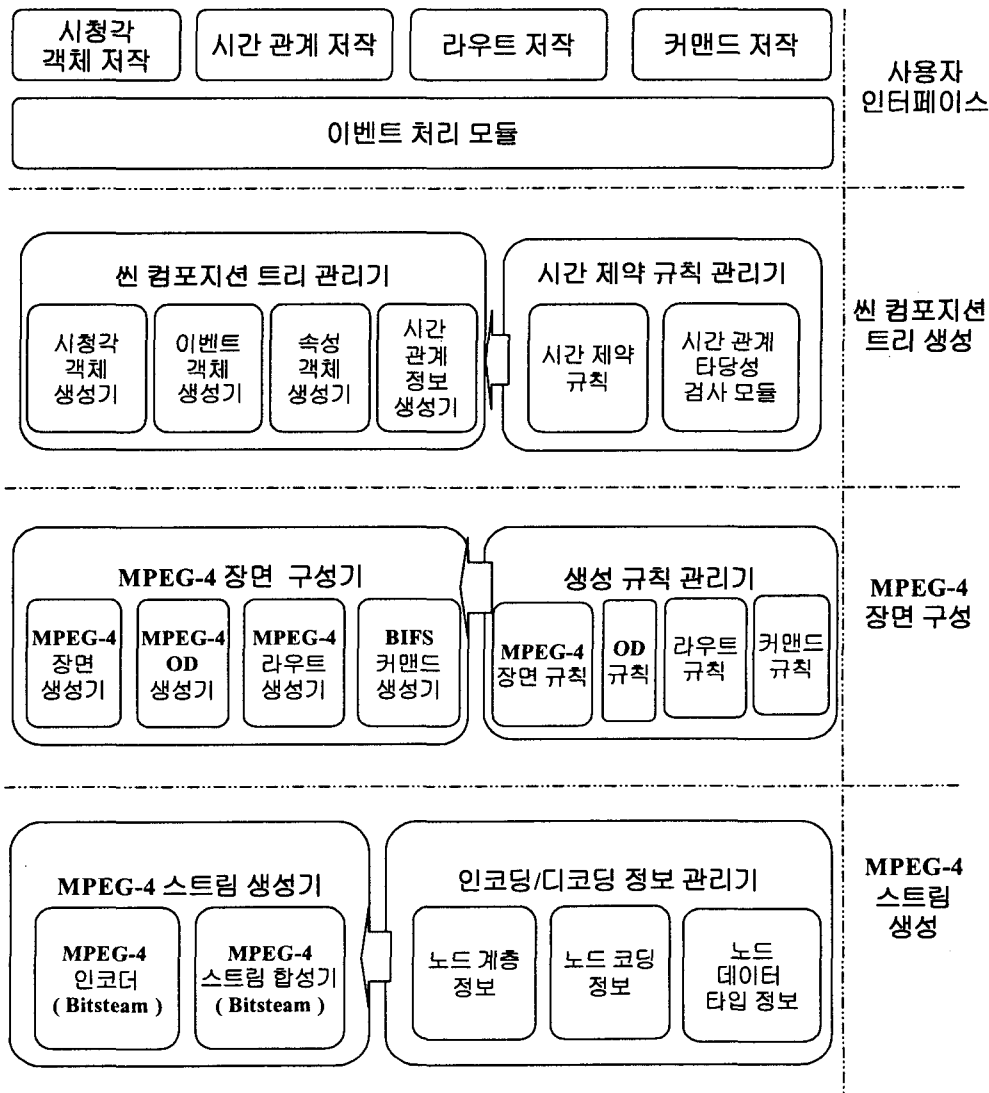 시청각
객체 저작
시간 관계 저작
라우트 저작
커맨드 저작
이벤트 처리 모듈
사용자
인터페이스
씬 컴포지션 트리 관리기
시청각
객체
생성기
이벤트
객체
생성기
속성
객체
생성기
시간
관계
정보
생성기
시간 제약 규칙 관리기
시간 제약
규칙
시간 관계
타당성
검사 모듈
씬 컴포지션
트리 생성
MPEG-4 장면 구성기
MPEG-4
장면
생성기
MPEG-4
OD
생성기
MPEG-4
라우트
생성기
BIFS
커맨드
생성기
생성 규칙 관리기
MPEG-4
장면 규칙
OD
규칙
라우트
규칙
커맨드
규칙
MPEG-4
장면 구성
MPEG-4 스트림 생성기
MPEG-4
인코더
( Bitsteam )
MPEG-4
스트림 합성기
( Bitsteam )
인코딩/디코딩 정보 관리기
노드 계층
정보
노드 코딩
정보
노드
데이터
타입 정보
MPEG-4
스트림
생성